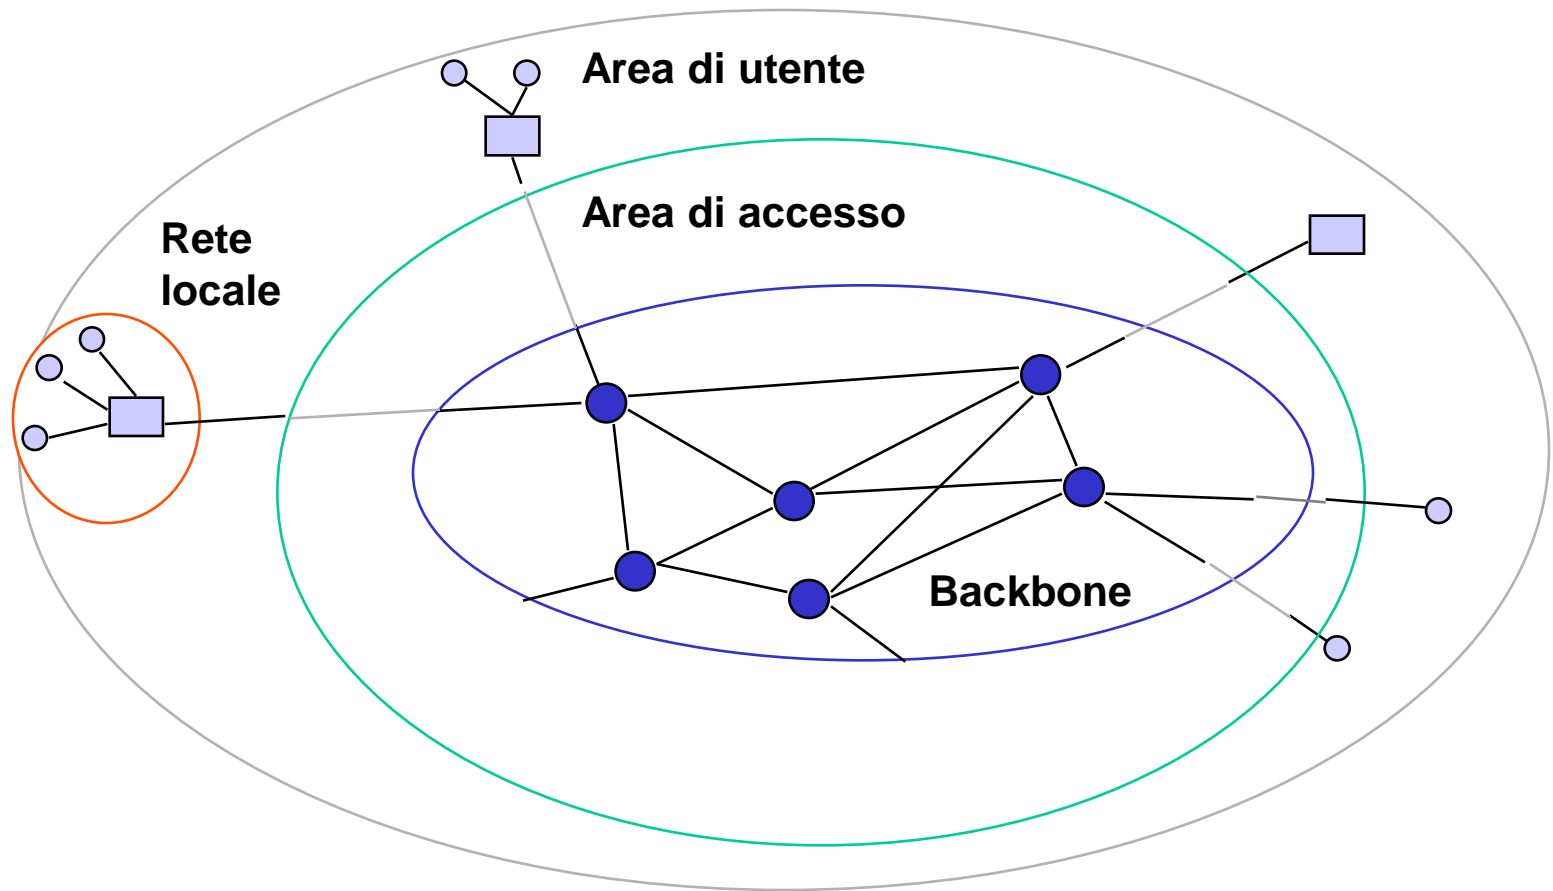 Area di utente
Area di accesso
Rete
locale
Backbone